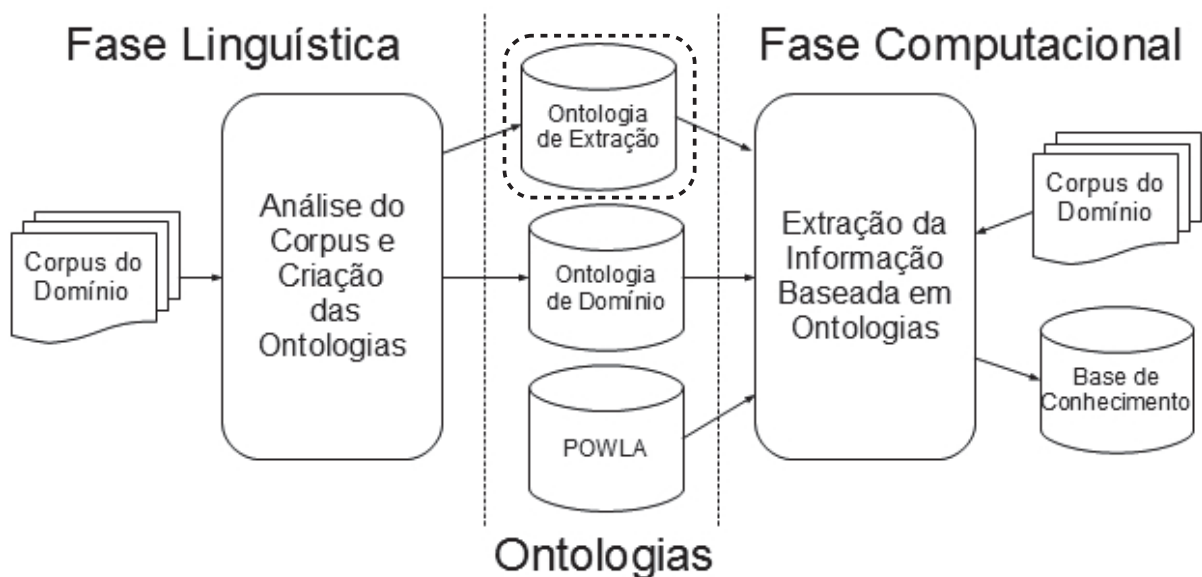 Fase Linguística
Fase Computacional
Corpus do
Domínio
Análise do
Corpus e
Criação
das
Ontologias
Ontologia
de Extração
Ontologia
de Domínio
POWLA
Extração da
Informação
Baseada em
Ontologias
Corpus do
Domínio
Base de
Conhecimento
Ontologias